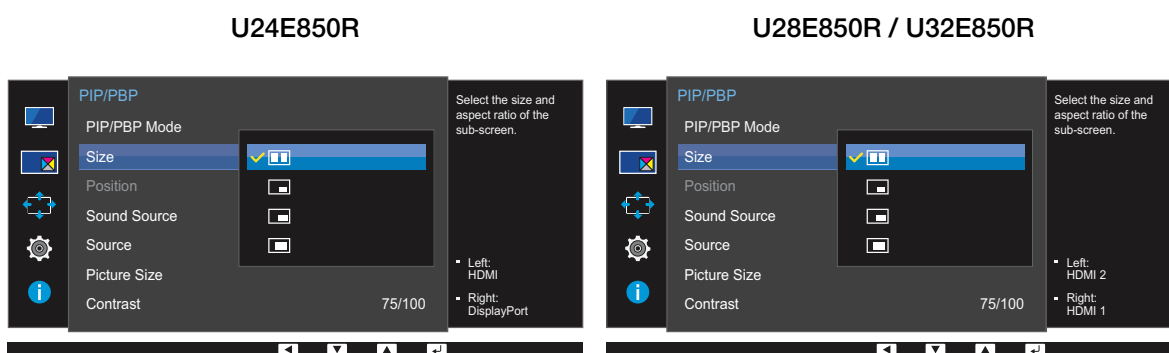 U24E850R
PIP/PBP
PIP/PBP Mode
Size
Position
Sound Source
Source
Picture Size
Contrast 75/100
Select the size and
aspect ratio of the
sub-screen.
Left:
HDMI
Right:
DisplayPort
U28E850R / U32E850R
PIP/PBP
PIP/PBP Mode
Size
Position
Sound Source
Source
Picture Size
Contrast 75/100
Select the size and
aspect ratio of the
sub-screen.
Left:
HDMI 2
Right:
HDMI 1